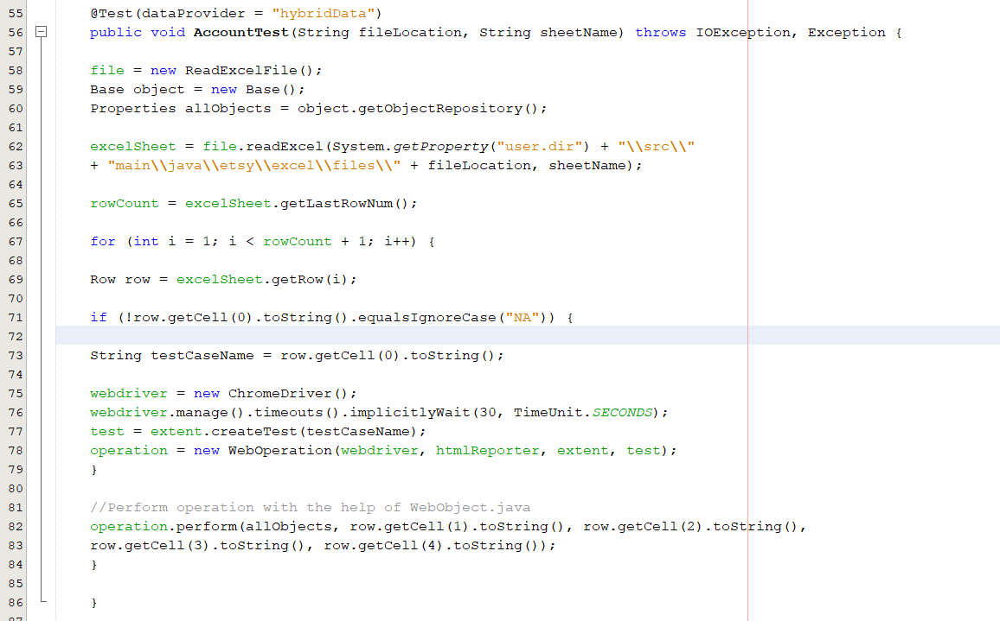 55 @Test(dataProvider = "hybridData")
56 public void AccountTest(String fileLocation, String sheetName) throws IOException, Exception {
57
58 file = new ReadExcelFile();
59 Base object = new Base();
60 Properties allObjects = object.getObjectRepository();
61
62 excelSheet = file.readExcel(System.getProperty("user.dir") + "\\src\\"
63 + "main\\java\\etsy\\excel\\files\\" + fileLocation, sheetName);
64
65 rowCount = excelSheet.getLastRowNum();
66
67 for (int i = 1; i < rowCount + 1; i++) {
68
69 Row row = excelSheet.getRow(i);
70
71 if (!row.getCell(0).toString().equalsIgnoreCase("NA")) {
72
73 String testCaseName = row.getCell(0).toString();
74
75 webdriver = new ChromeDriver();
76 webdriver.manage().timeouts().implicitlyWait(30, TimeUnit.SECONDS);
77 test = extent.createTest(testCaseName);
78 operation = new WebOperation(webdriver, htmlReporter, extent, test);
79 }
80
81 //Perform operation with the help of WebObject.java
82 operation.perform(allObjects, row.getCell(1).toString(), row.getCell(2).toString(),
83 row.getCell(3).toString(), row.getCell(4).toString());
84 }
85
86 }
87